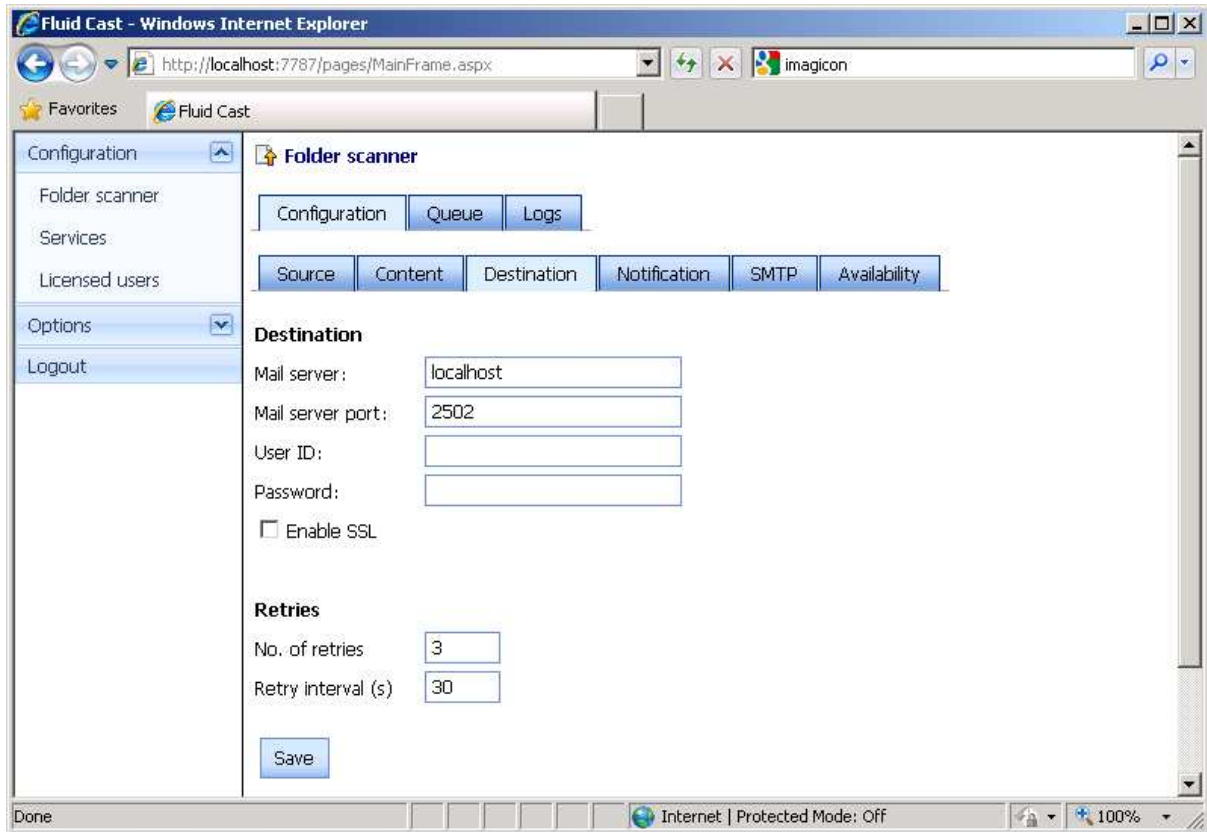 Fluid Cast - Windows Internet Explorer
http://localhost:7787/pages/MainFrame.aspx
imagicon
Favorites
Fluid Cast
Configuration
Folder scanner
Services
Licensed users
Options
Logout
Folder scanner
Configuration Queue Logs
Source Content Destination Notification SMTP Availability
Destination
Mail server: localhost
Mail server port: 2502
User ID:
Password:
Enable SSL
Retries
No. of retries 3
Retry interval (s) 30
Save
Done Internet | Protected Mode: Off 100%